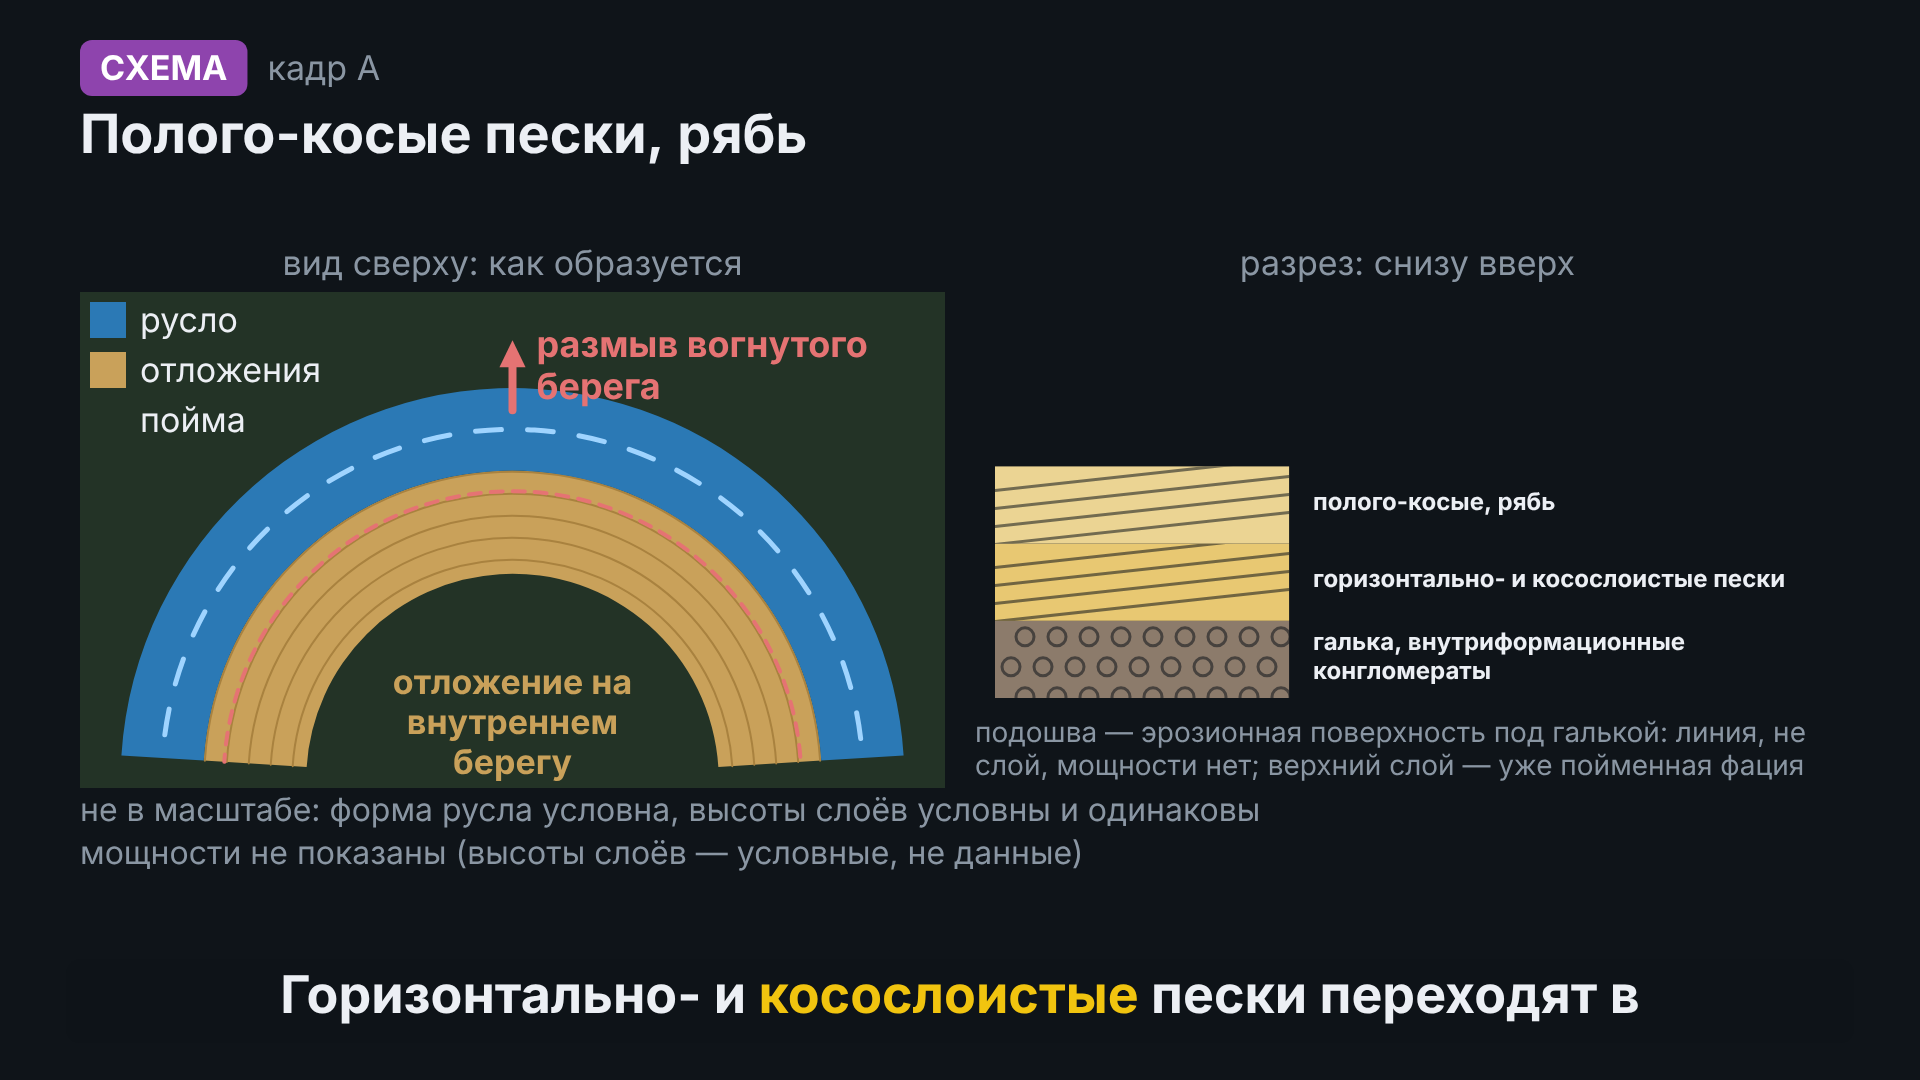 СХЕМА кадр А
Полого-косые пески, рябь
вид сверху: как образуется
русло
отложения
пойма
размыв вогнутого
берега
отложение на
внутреннем
берегу
разрез: снизу вверх
полого-косые, рябь
горизонтально- и косослоистые пески
галька, внутриформационные
конгломераты
подошва — эрозионная поверхность под галькой: линия, не
слой, мощности нет; верхний слой — уже пойменная фация
не в масштабе: форма русла условна, высоты слоёв условны и одинаковы
мощности не показаны (высоты слоёв — условные, не данные)
Горизонтально- и косослоистые пески переходят в